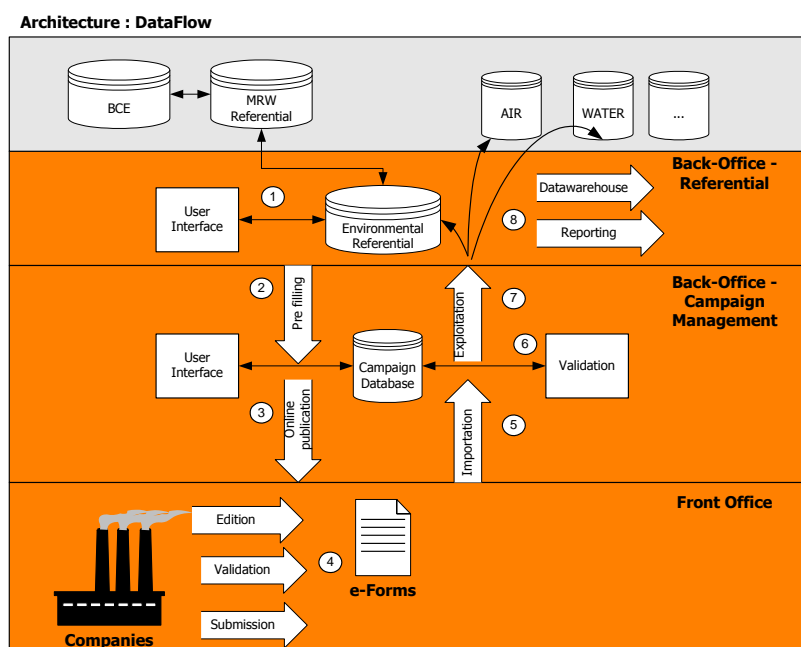 Architecture : DataFlow
BCE
MRW
Referential
AIR
WATER
...
Back-Office -
Referential
User
Interface
1
Environmental
Referential
8
Datawarehouse
Reporting
Back-Office -
Campaign
Management
2
Pre filling
Exploitation
7
User
Interface
Campaign
Database
6
Validation
3
Online
publication
Importation
5
Front Office
Edition
Validation
Submission
4
e-Forms
Companies